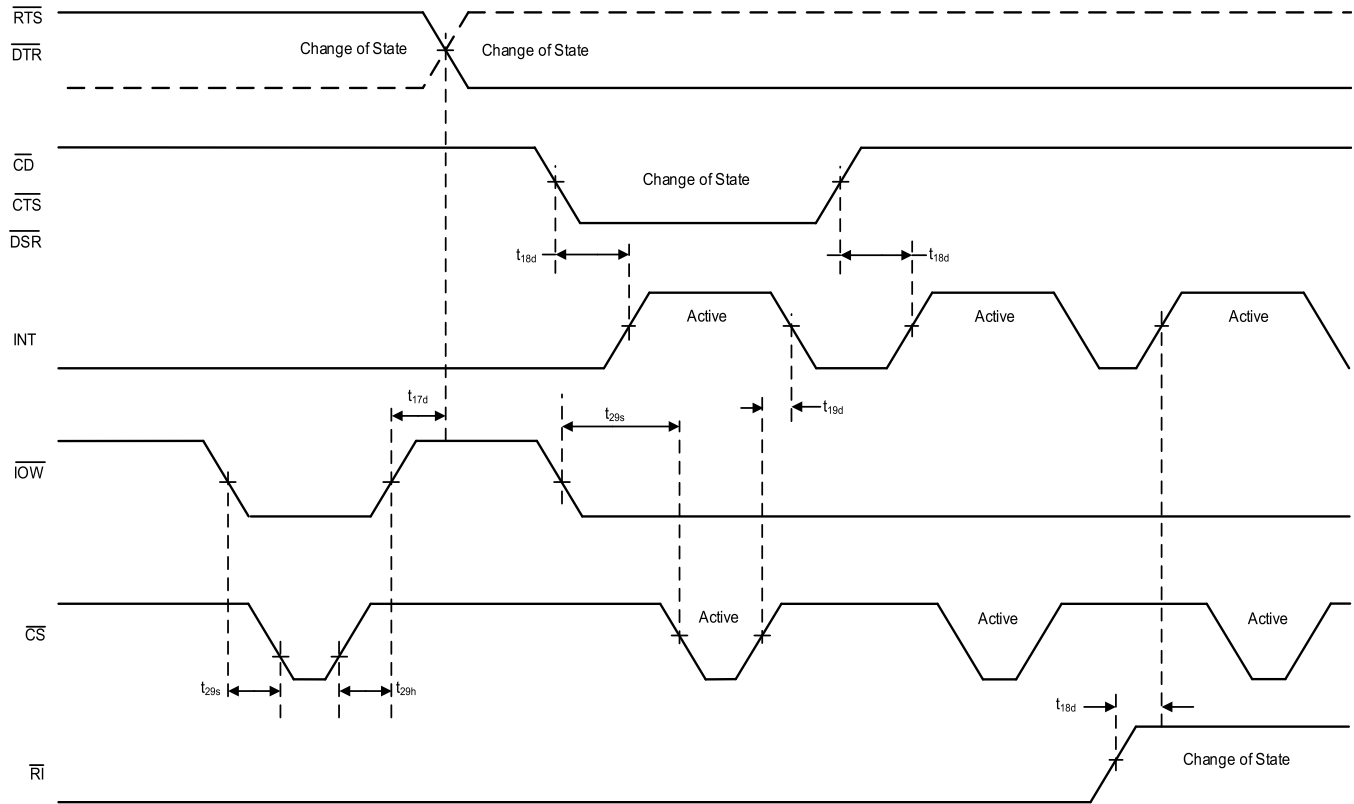 RTS
DTR
Change of State
Change of State
CD
CTS
DSR
Change of State
t18d
t18d
INT
Active
Active
Active
t17d
t29s
t19d
IOW
CS
Active
Active
Active
t29s
t29h
t18d
RI
Change of State